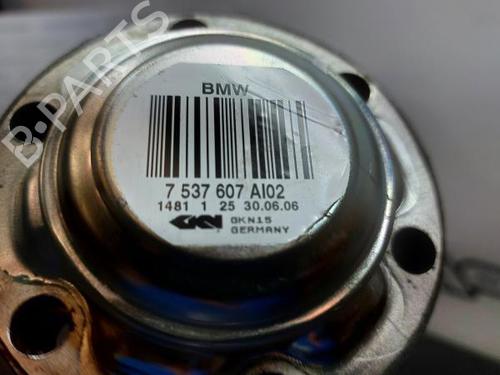 B-PARTS
BMW
7 537 607 AI02
1481 1 25 30.06.06
GKN GKN15
GERMANY